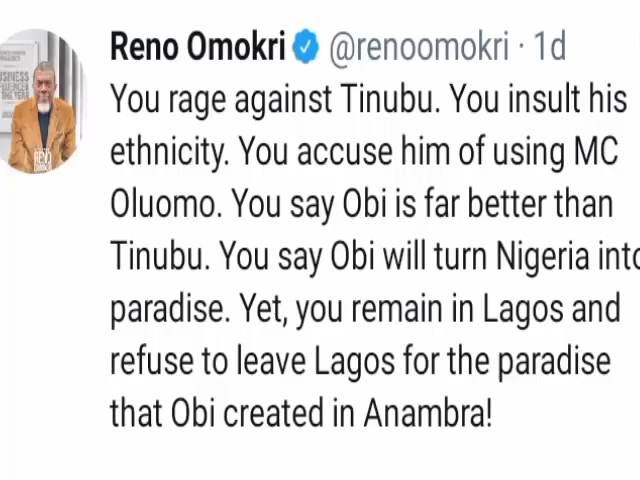 Reno Omokri @renoomokri · 1d
You rage against Tinubu. You insult his
ethnicity. You accuse him of using MC
Oluomo. You say Obi is far better than
Tinubu. You say Obi will turn Nigeria into
paradise. Yet, you remain in Lagos and
refuse to leave Lagos for the paradise
that Obi created in Anambra!